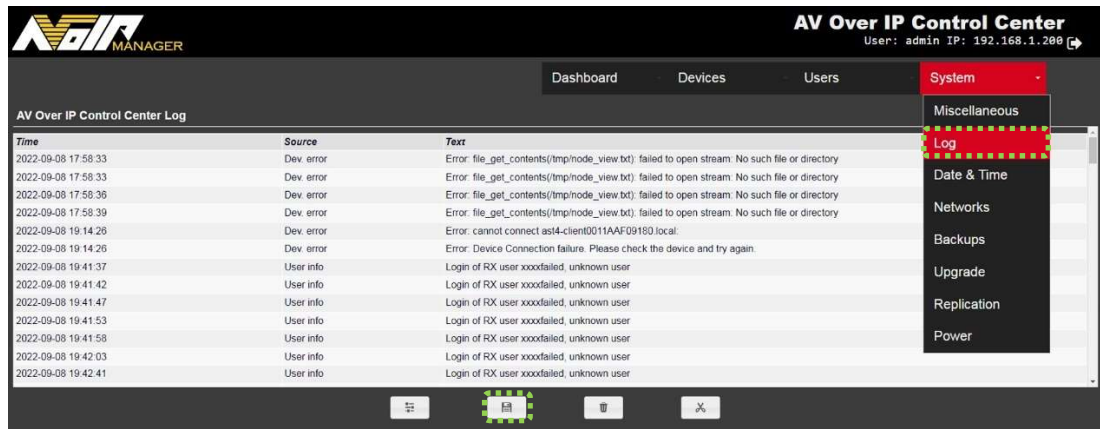 AVoIP MANAGER
AV Over IP Control Center
User: admin IP: 192.168.1.200
Dashboard Devices Users System
AV Over IP Control Center Log
Miscellaneous
Log
Date & Time
Networks
Backups
Upgrade
Replication
Power
Time Source Text
2022-09-08 17:58:33 Dev. error Error: file_get_contents(/tmp/node_view.txt): failed to open stream: No such file or directory
2022-09-08 17:58:33 Dev. error Error: file_get_contents(/tmp/node_view.txt): failed to open stream: No such file or directory
2022-09-08 17:58:36 Dev. error Error: file_get_contents(/tmp/node_view.txt): failed to open stream: No such file or directory
2022-09-08 17:58:39 Dev. error Error: file_get_contents(/tmp/node_view.txt): failed to open stream: No such file or directory
2022-09-08 19:14:26 Dev. error Error: cannot connect ast4-client0011AAF09180.local:
2022-09-08 19:14:26 Dev. error Error: Device Connection failure. Please check the device and try again.
2022-09-08 19:41:37 User info Login of RX user xxxxfailed, unknown user
2022-09-08 19:41:42 User info Login of RX user xxxxfailed, unknown user
2022-09-08 19:41:47 User info Login of RX user xxxxfailed, unknown user
2022-09-08 19:41:53 User info Login of RX user xxxxfailed, unknown user
2022-09-08 19:41:58 User info Login of RX user xxxxfailed, unknown user
2022-09-08 19:42:03 User info Login of RX user xxxxfailed, unknown user
2022-09-08 19:42:41 User info Login of RX user xxxxfailed, unknown user